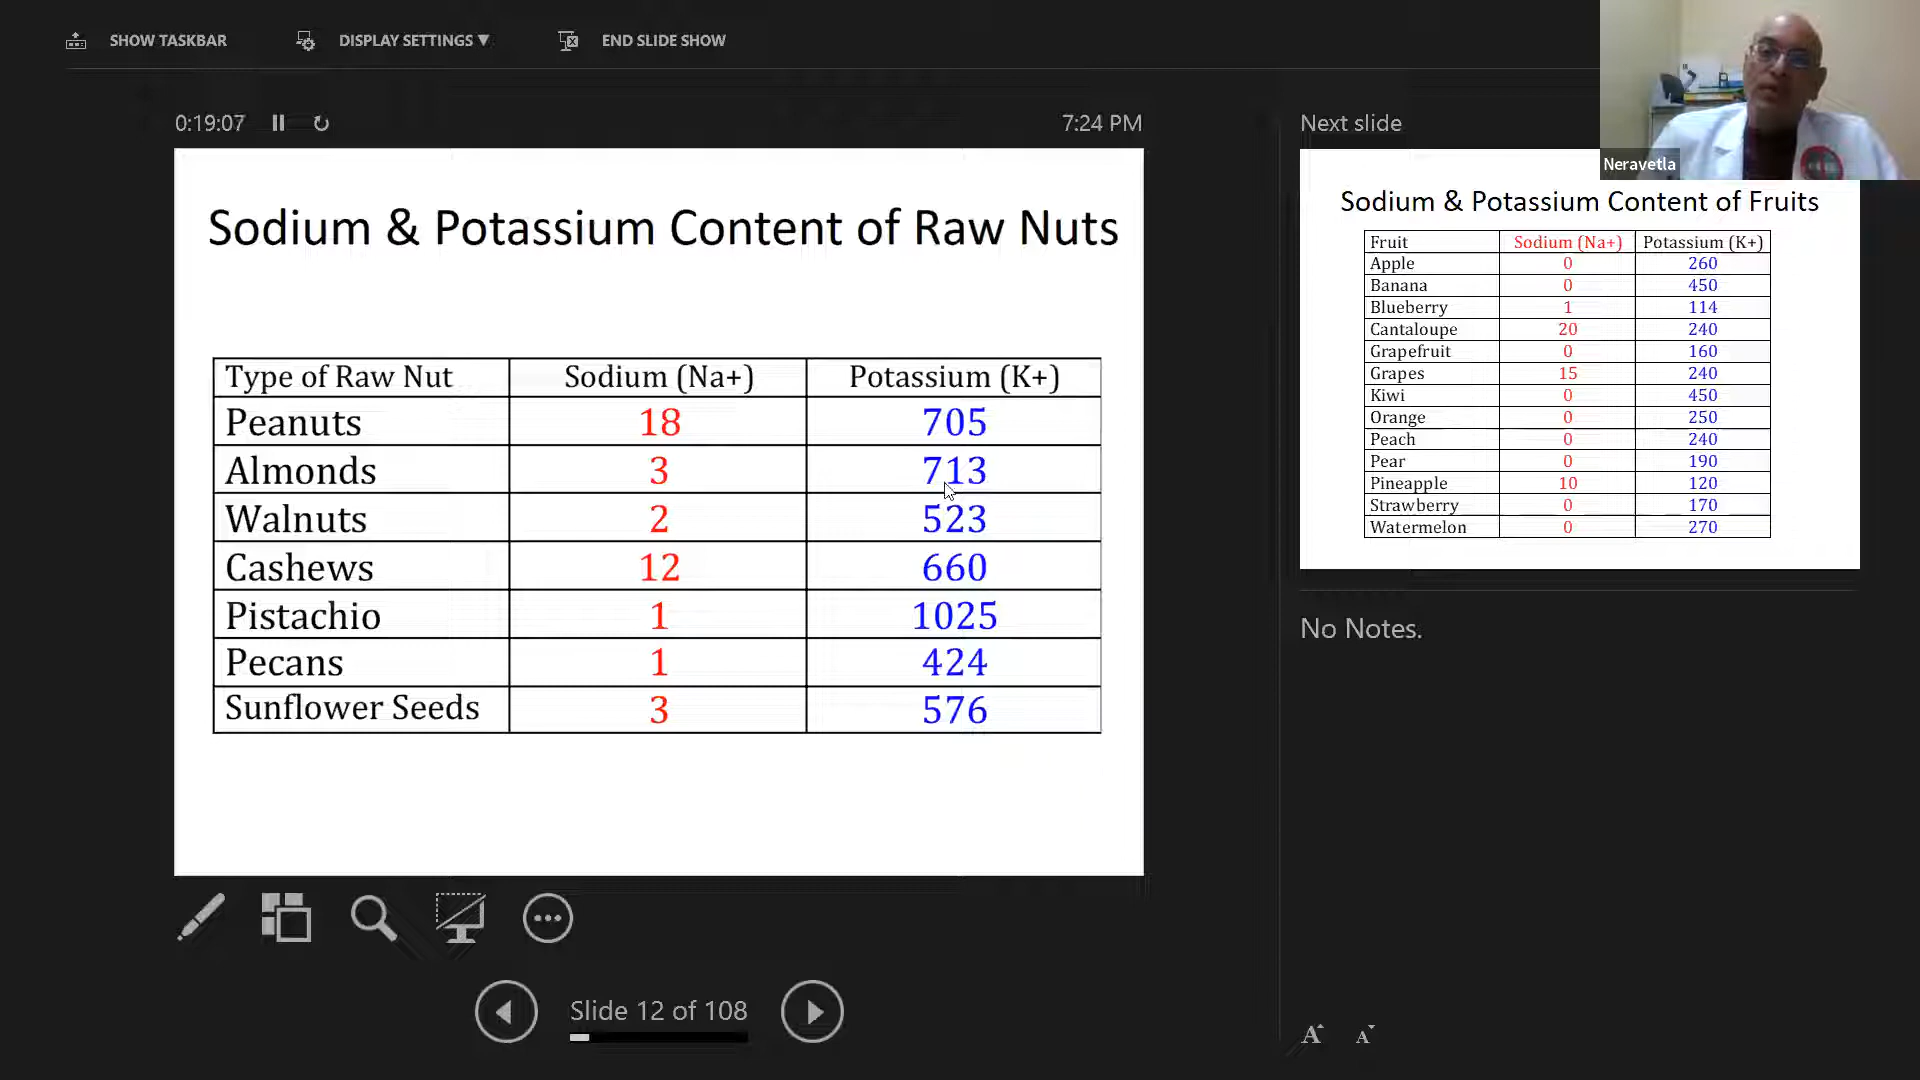 SHOW TASKBAR
DISPLAY SETTINGS ▼
END SLIDE SHOW
0:19:07
7:24 PM
Sodium & Potassium Content of Raw Nuts
Type of Raw Nut Sodium (Na+) Potassium (K+)
Peanuts 18 705
Almonds 3 713
Walnuts 2 523
Cashews 12 660
Pistachio 1 1025
Pecans 1 424
Sunflower Seeds 3 576
Slide 12 of 108
Next slide
Neravetla
Sodium & Potassium Content of Fruits
Fruit Sodium (Na+) Potassium (K+)
Apple 0 260
Banana 0 450
Blueberry 1 114
Cantaloupe 20 240
Grapefruit 0 160
Grapes 15 240
Kiwi 0 450
Orange 0 250
Peach 0 240
Pear 0 190
Pineapple 10 120
Strawberry 0 170
Watermelon 0 270
No Notes.
A A